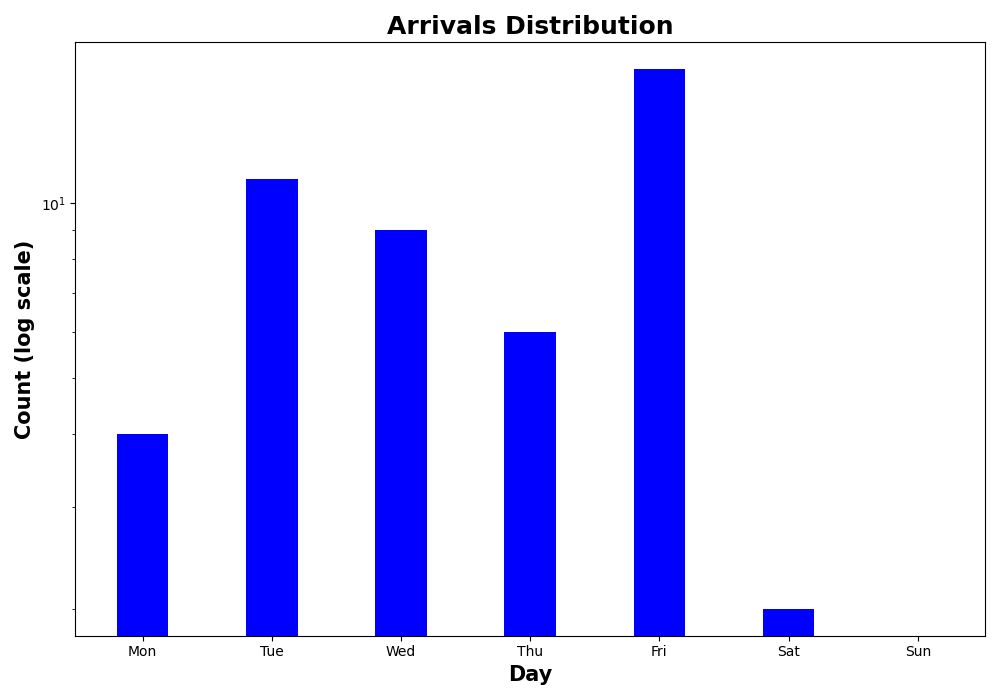 Arrivals Distribution
Count (log scale)
10¹
Mon Tue Wed Thu Fri Sat Sun
Day